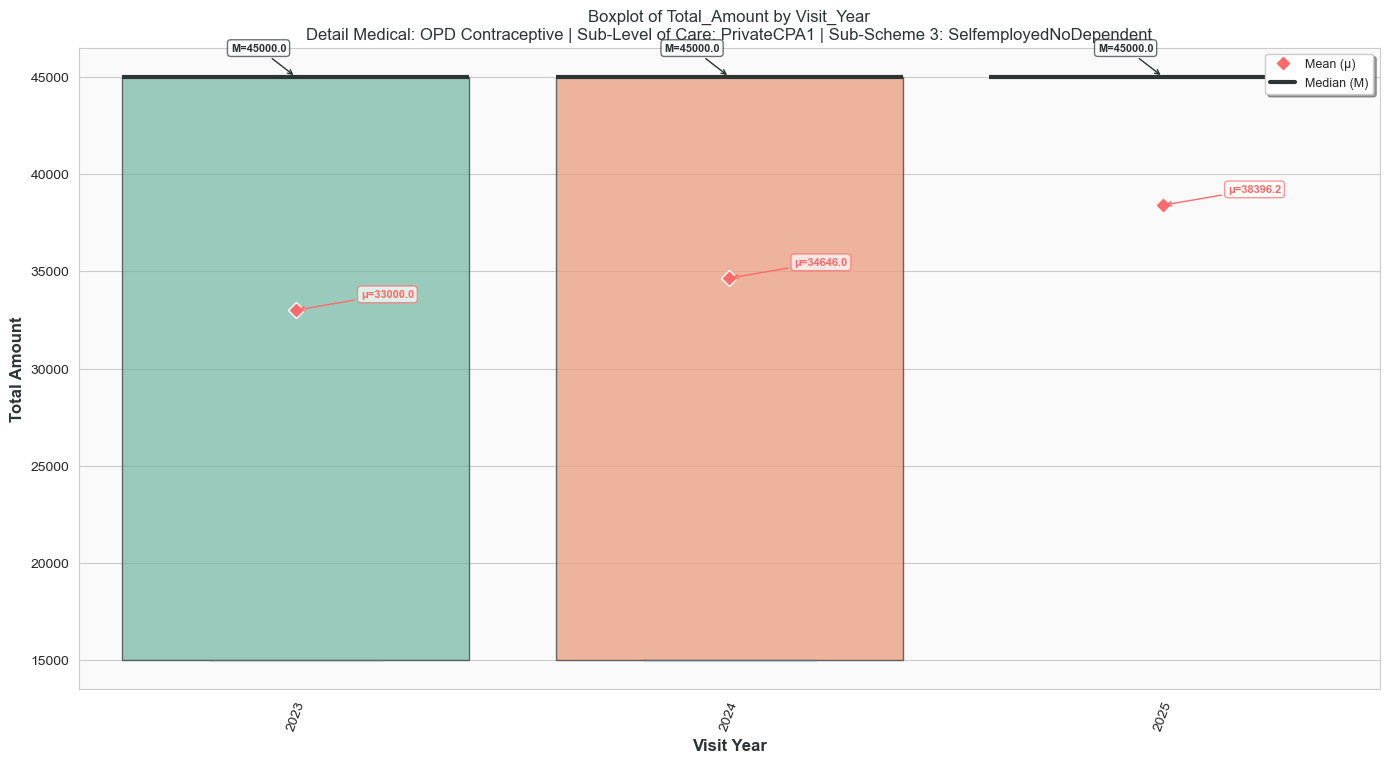 Boxplot of Total_Amount by Visit_Year
Detail Medical: OPD Contraceptive | Sub-Level of Care: PrivateCPA1 | Sub-Scheme 3: SelfemployedNoDependent
M=45000.0
M=45000.0
M=45000.0
Mean (μ)
Median (M)
45000
40000
35000
30000
25000
20000
15000
μ=33000.0
μ=34646.0
μ=38396.2
Total Amount
2023
2024
2025
Visit Year